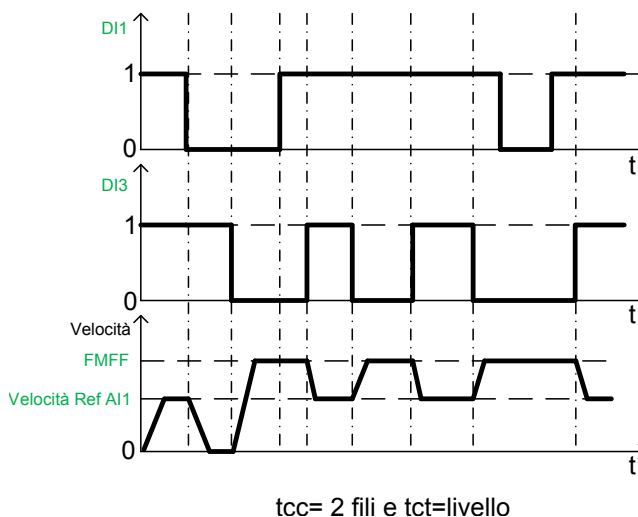 DI1
1
0
t
DI3
1
0
t
Velocità
FMFF
Velocità Ref AI1
0
t
tcc= 2 fili e tct=livello